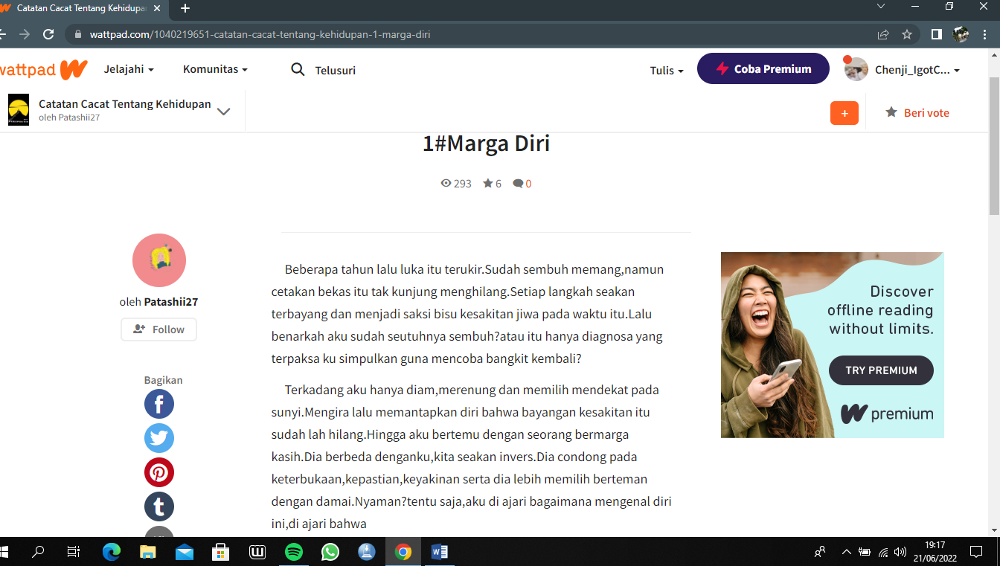 Catatan Cacat Tentang Kehidupan
wattpad.com/1040219651-catatan-cacat-tentang-kehidupan-1-marga-diri
wattpad
Jelajahi
Komunitas
Telusuri
Tulis
Coba Premium
Chenji_IgotC...
Catatan Cacat Tentang Kehidupan
oleh Patashii27
+
Beri vote
1#Marga Diri
293
6
0
oleh Patashii27
Follow
Bagikan
Beberapa tahun lalu luka itu terukir.Sudah sembuh memang,namun
cetakan bekas itu tak kunjung menghilang.Setiap langkah seakan
terbayang dan menjadi saksi bisu kesakitan jiwa pada waktu itu.Lalu
benarkah aku sudah seutuhnya sembuh?atau itu hanya diagnosa yang
terpaksa ku simpulkan guna mencoba bangkit kembali?
Terkadang aku hanya diam,merenung dan memilih mendekat pada
sunyi.Mengira lalu memantapkan diri bahwa bayangan kesakitan itu
sudah lah hilang.Hingga aku bertemu dengan seorang bermarga
kasih.Dia berbeda denganku,kita seakan invers.Dia condong pada
keterbukaan,kepastian,keyakinan serta dia lebih memilih berteman
dengan damai.Nyaman?tentu saja,aku di ajari bagaimana mengenal diri
ini,di ajari bahwa
Discover
offline reading
without limits.
TRY PREMIUM
premium
19:17
21/06/2022